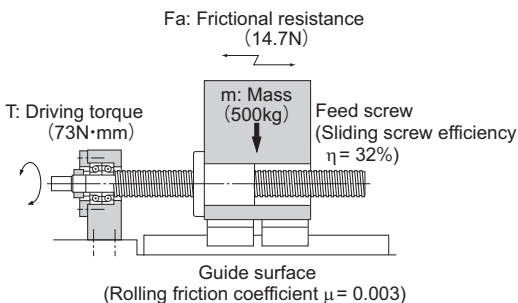 Fa: Frictional resistance
(14.7N)
m: Mass
(500kg)
T: Driving torque
(73N•mm)
Feed screw
(Sliding screw efficiency
η= 32%)
Guide surface
(Rolling friction coefficient μ= 0.003)